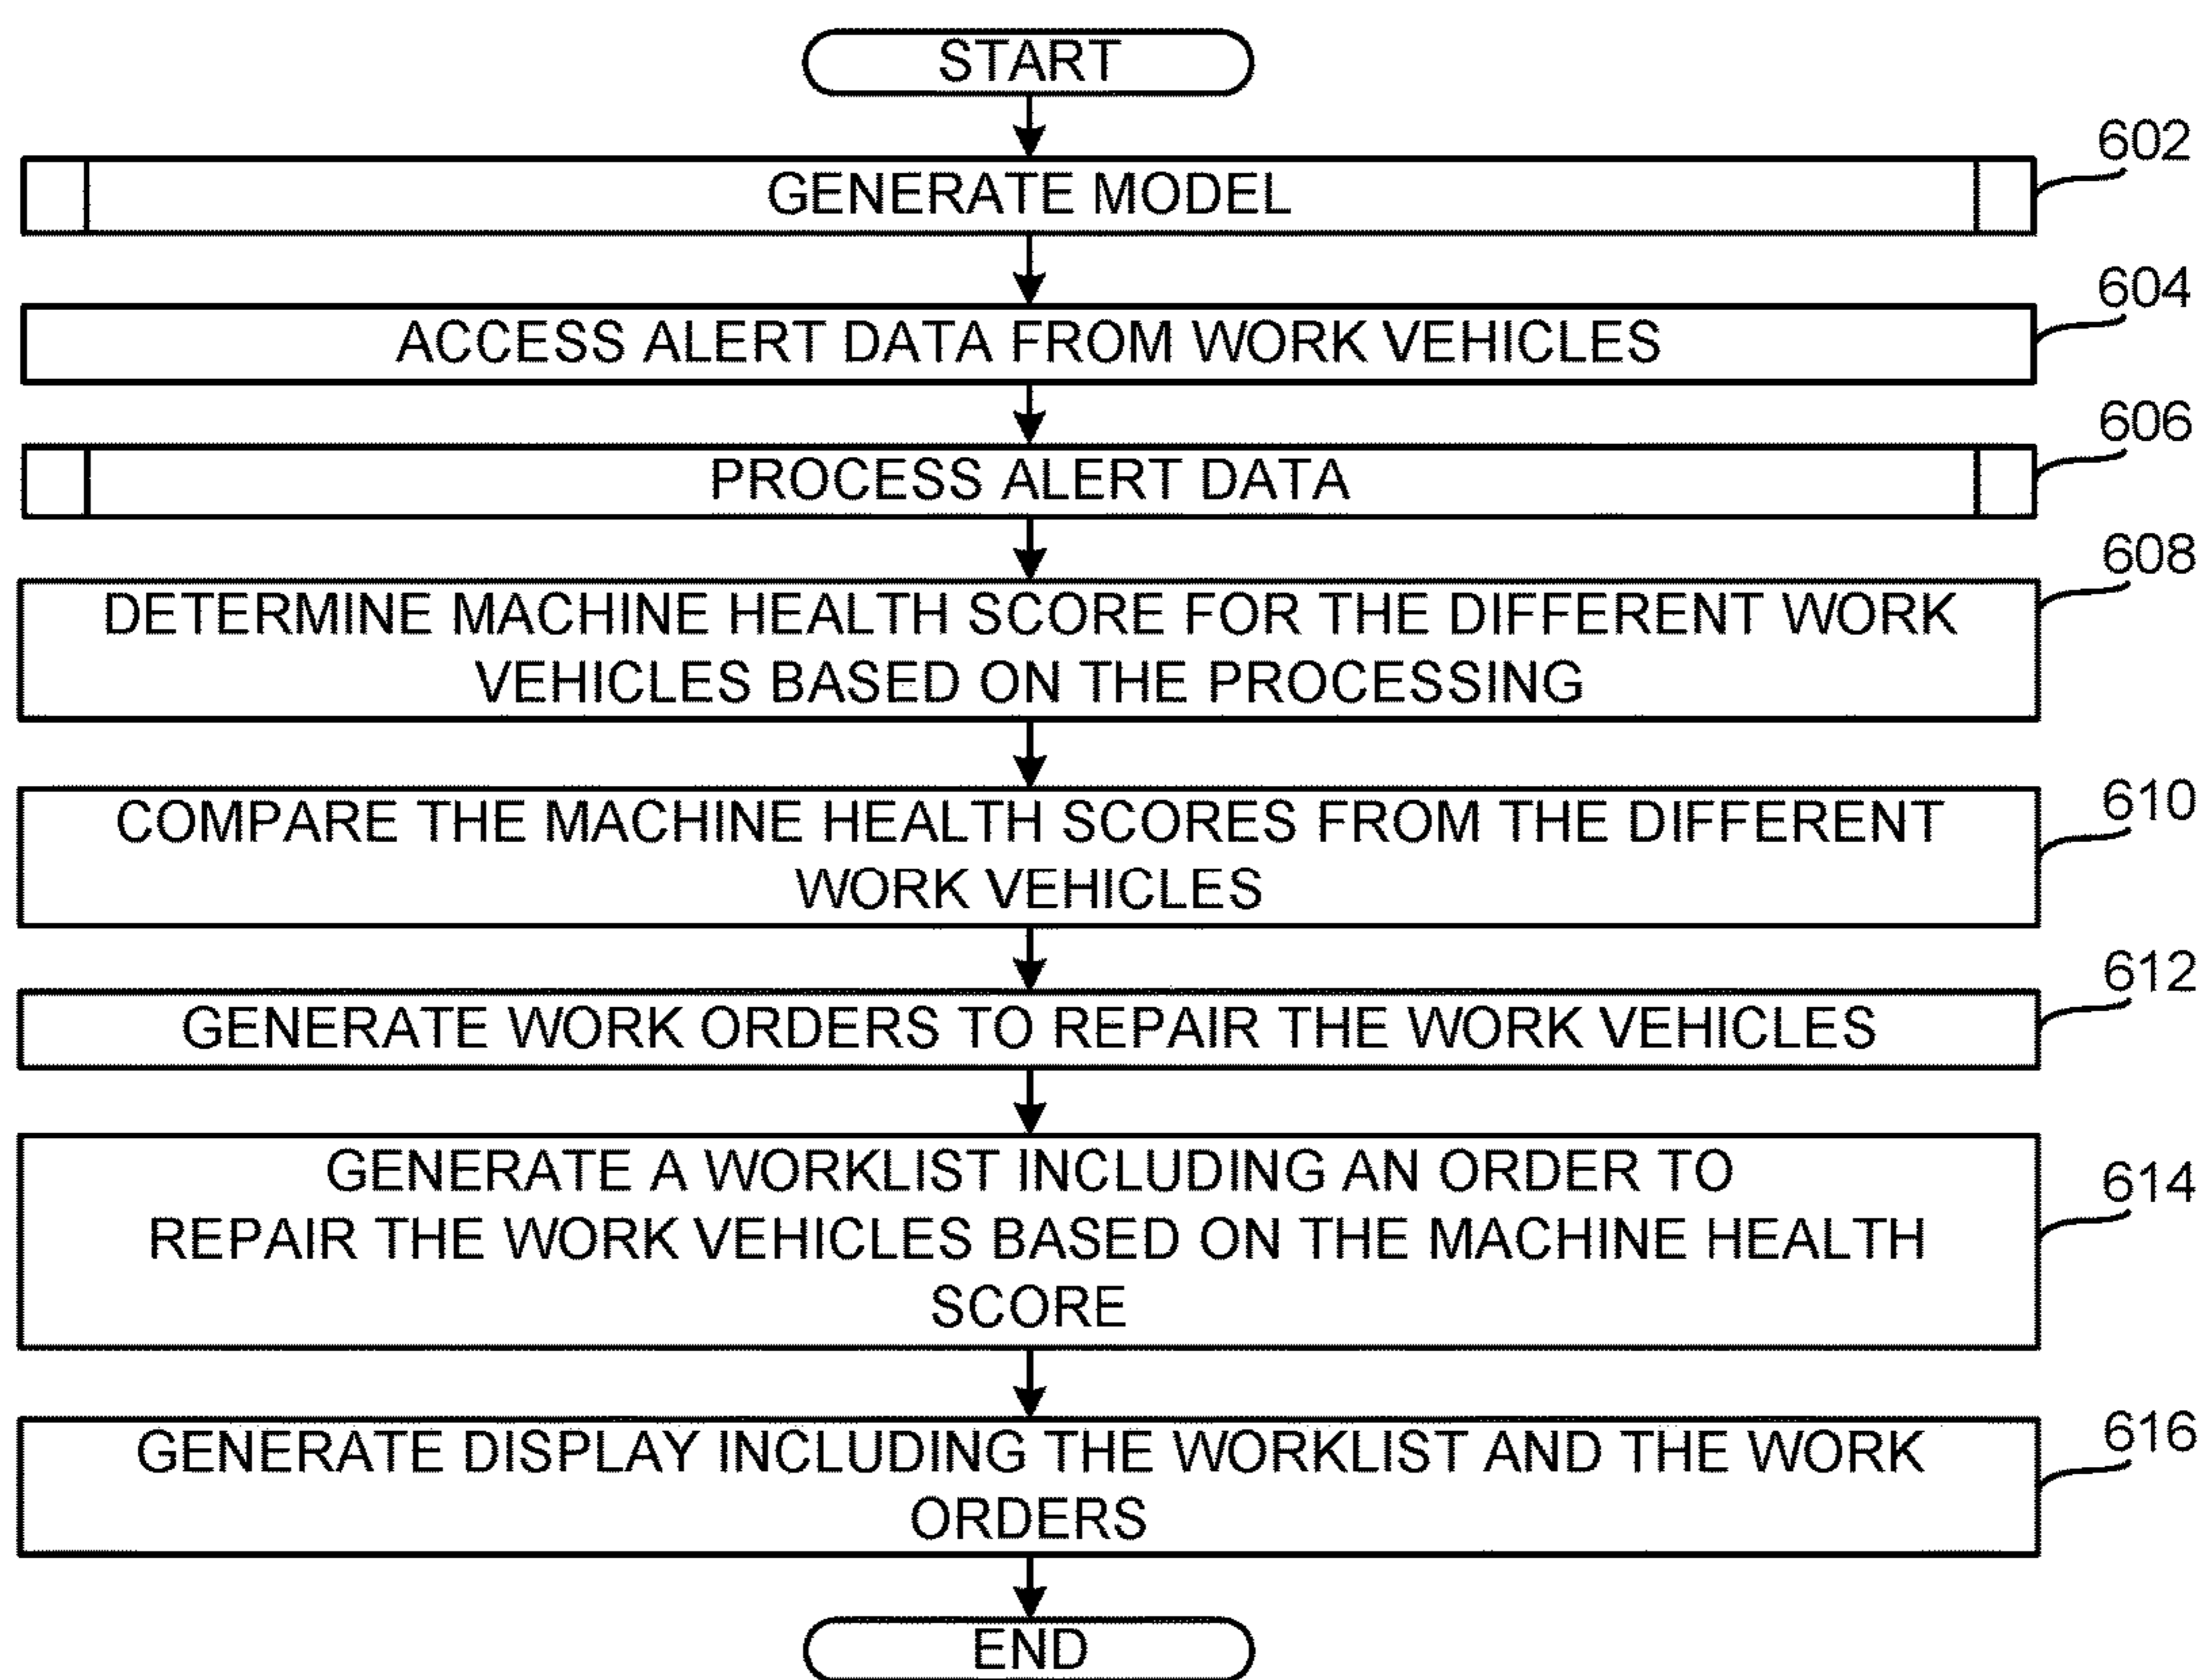 START
602
GENERATE MODEL
604
ACCESS ALERT DATA FROM WORK VEHICLES
606
PROCESS ALERT DATA
608
DETERMINE MACHINE HEALTH SCORE FOR THE DIFFERENT WORK
VEHICLES BASED ON THE PROCESSING
610
COMPARE THE MACHINE HEALTH SCORES FROM THE DIFFERENT
WORK VEHICLES
612
GENERATE WORK ORDERS TO REPAIR THE WORK VEHICLES
614
GENERATE A WORKLIST INCLUDING AN ORDER TO
REPAIR THE WORK VEHICLES BASED ON THE MACHINE HEALTH
SCORE
616
GENERATE DISPLAY INCLUDING THE WORKLIST AND THE WORK
ORDERS
END